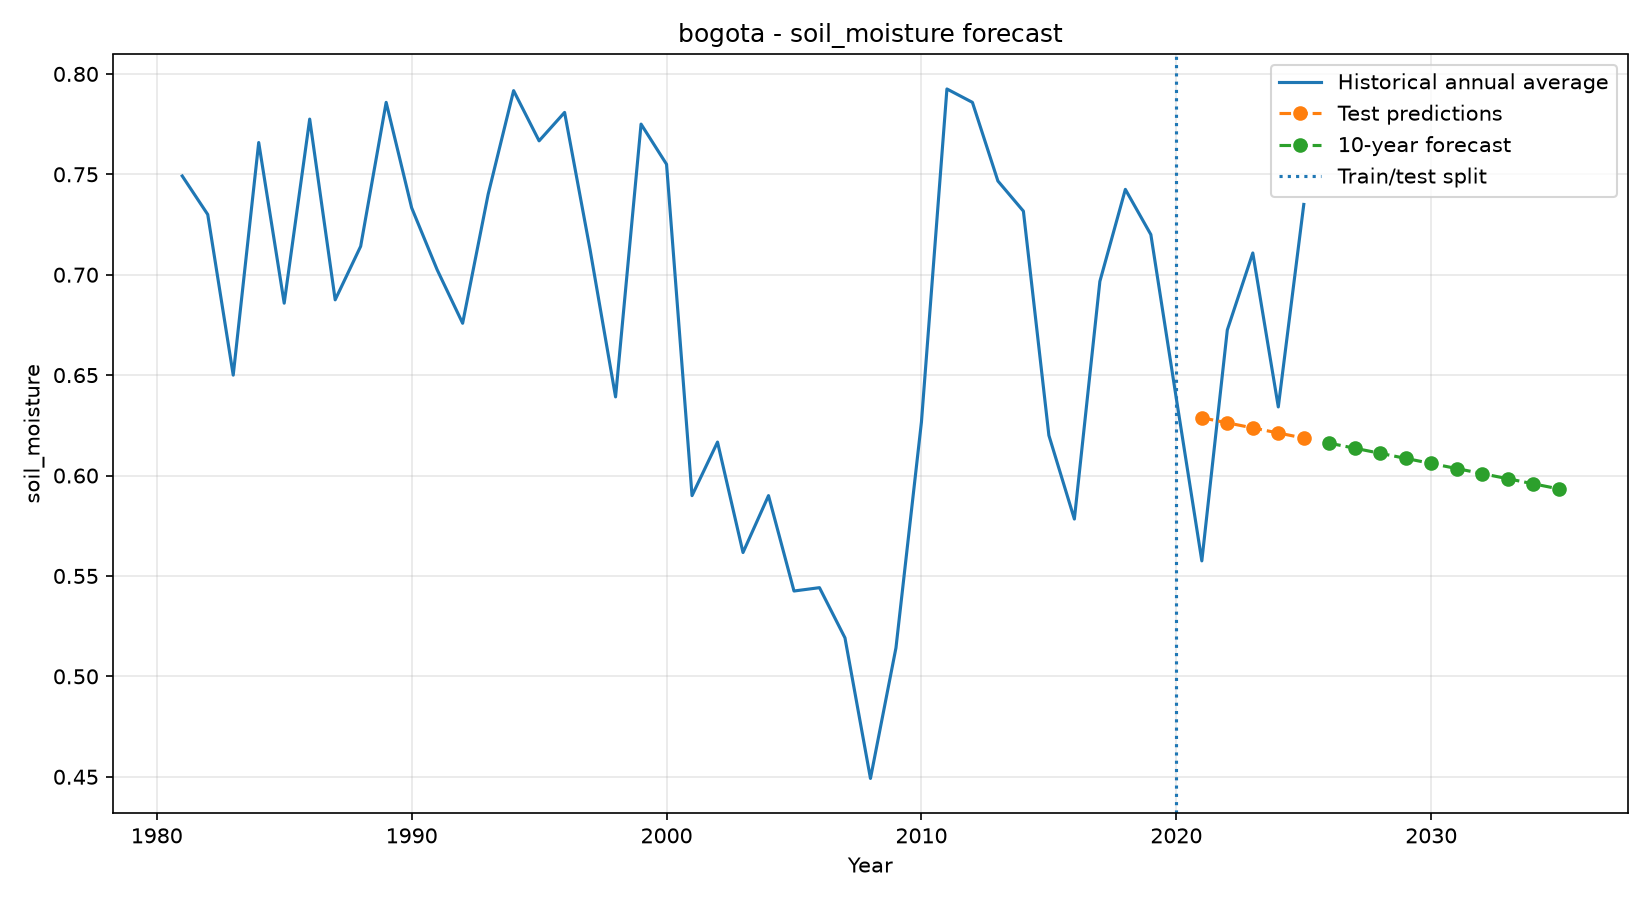 bogota - soil_moisture forecast
Historical annual average
Test predictions
10-year forecast
Train/test split
soil_moisture
0.80
0.75
0.70
0.65
0.60
0.55
0.50
0.45
1980 1990 2000 2010 2020 2030
Year